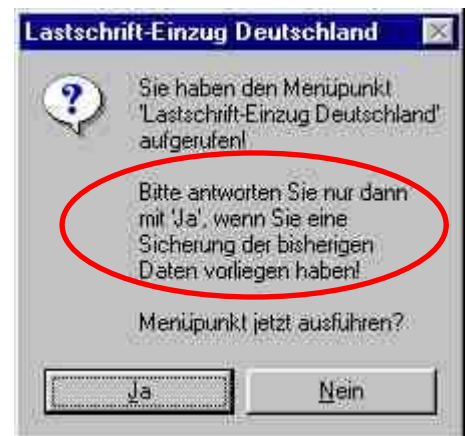 Lastschrift-Einzug Deutschland
?
Sie haben den Menüpunkt
'Lastschrift-Einzug Deutschland'
aufgerufen!
Bitte antworten Sie nur dann
mit 'Ja', wenn Sie eine
Sicherung der bisherigen
Daten vorliegen haben!
Menüpunkt jetzt ausführen?
Ja
Nein